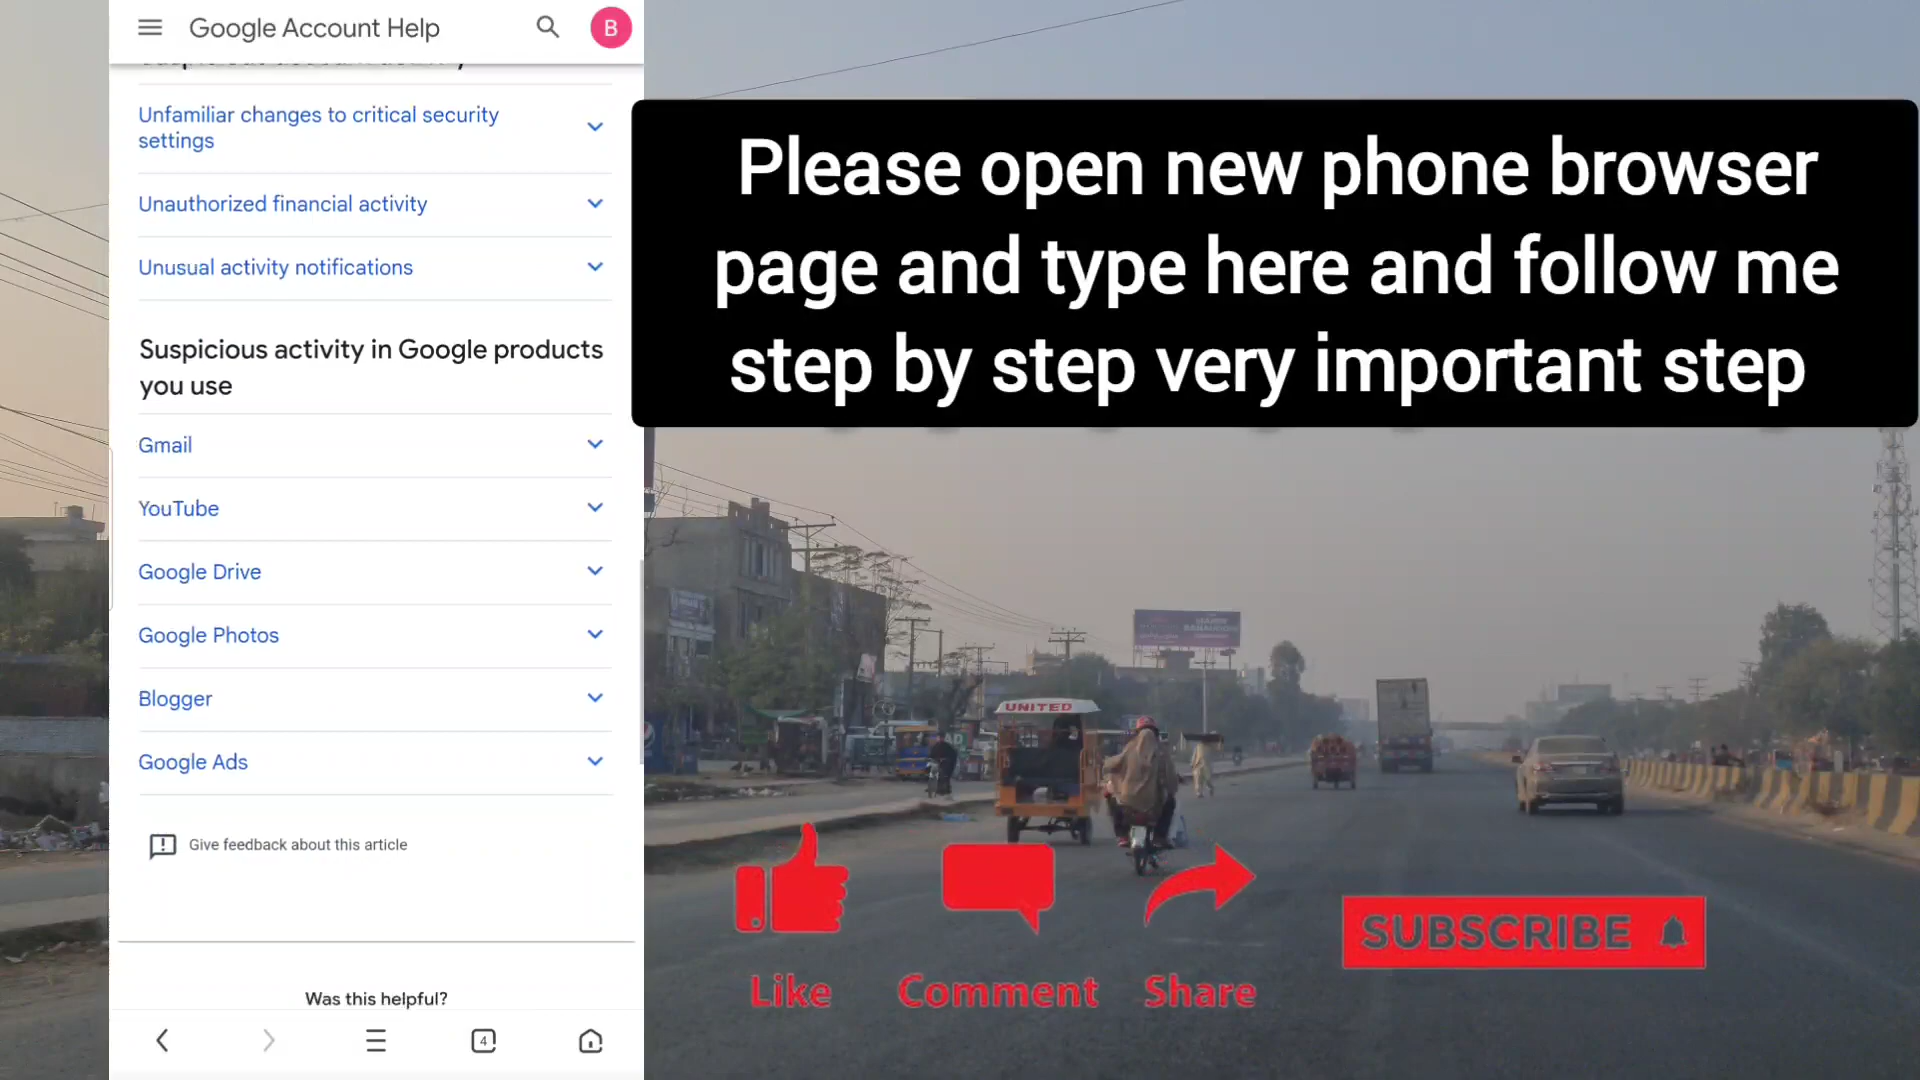 Google Account Help
B
Unfamiliar changes to critical security
settings
Unauthorized financial activity
Unusual activity notifications
Suspicious activity in Google products
you use
Gmail
YouTube
Google Drive
Google Photos
Blogger
Google Ads
Give feedback about this article
Was this helpful?
4
Please open new phone browser
page and type here and follow me
step by step very important step
UNITED
Like
Comment
Share
SUBSCRIBE